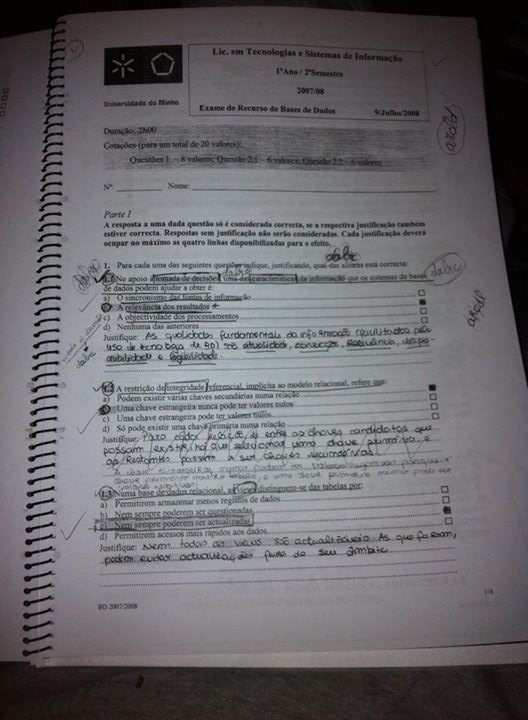 Lic. em Tecnologias e Sistemas de Informação
1ºAno / 2ºSemestre
2007/08
Universidade do Minho
Exame de Recurso de Bases de Dados 9/Julho/2008
Duração: 2h00
Cotações (para um total de 20 valores):
Questões 1 – 8 valores; Questão 2.1 – 6 valores; Questão 2.2 – 6 valores
Nº: Nome:
Parte I
A resposta a uma dada questão só é considerada correcta, se a respectiva justificação também
estiver correcta. Respostas sem justificação não serão consideradas. Cada justificação deverá
ocupar no máximo as quatro linhas disponibilizadas para o efeito.
1. Para cada uma das seguintes questões indique, justificando, qual das alíneas está correcta:
1.1 No apoio à tomada de decisões, uma das características da informação que os sistemas de bases
de dados podem ajudar a obter é:
a) O sincronismo das fontes de informação
b) A relevância dos resultados
c) A objectividade dos processamentos
d) Nenhuma das anteriores
Justifique: As qualidades fundamentais da informação resultados pelo
uso de tecnologia de BD são atualidade, correcção, relevância, dispo-
nibilidade e legibilidade
1.2 A restrição de integridade referencial, implícita ao modelo relacional, refere que:
a) Podem existir várias chaves secundárias numa relação
b) Uma chave estrangeira nunca pode ter valores nulos
c) Uma chave estrangeira pode ter valores nulos
d) Só pode existir uma chave primária numa relação
Justifique: Para cada relação, de entre as chaves candidatas que
possam existir, há que selecionar uma chave primária e
as restantes passam a ser chaves secundárias
1.3 Numa base de dados relacional, as views distinguem-se das tabelas por:
a) Permitirem armazenar menos registos de dados
b) Nem sempre poderem ser questionadas
c) Nem sempre poderem ser actualizadas
d) Permitirem acessos mais rápidos aos dados
Justifique: Nem todas as views são actualizáveis. As que foram,
podem evitar actualizações fora do seu âmbito
BD 2007/2008 1/4